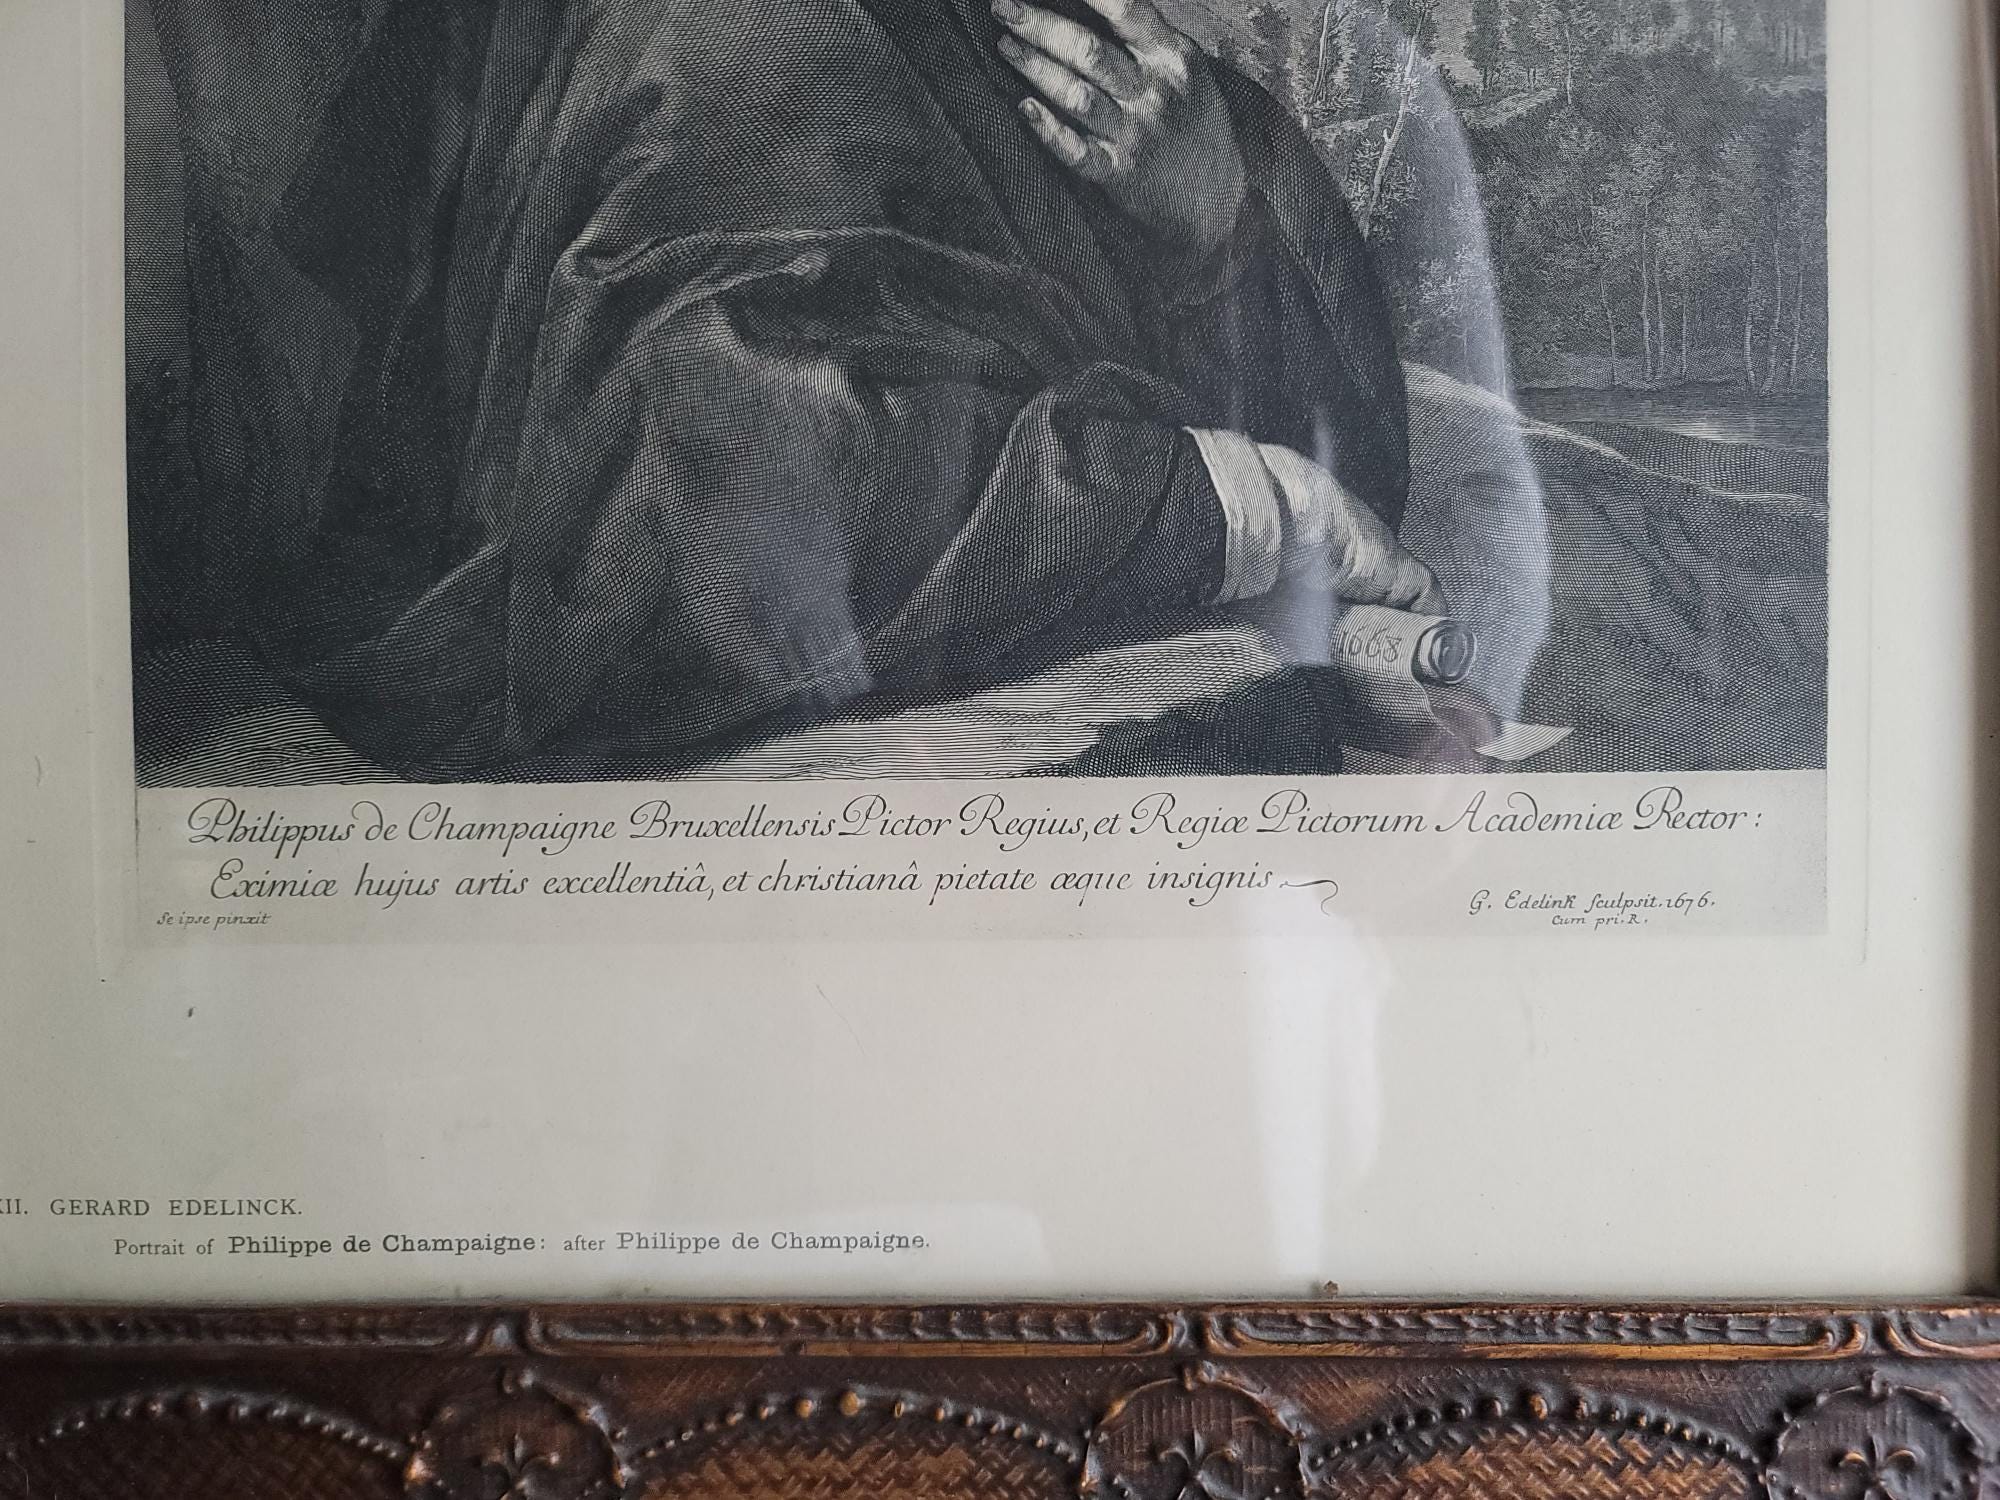 1668
Philippus de Champaigne Bruxellensis Pictor Regius, et Regiæ Pictorum Academiæ Rector:
Eximiæ hujus artis excellentiâ, et christianâ pietate æque insignis
Se ipse pinxit
G. Edelink sculpsit. 1676.
Cum pri. R.
XII. GERARD EDELINCK.
Portrait of Philippe de Champaigne: after Philippe de Champaigne.